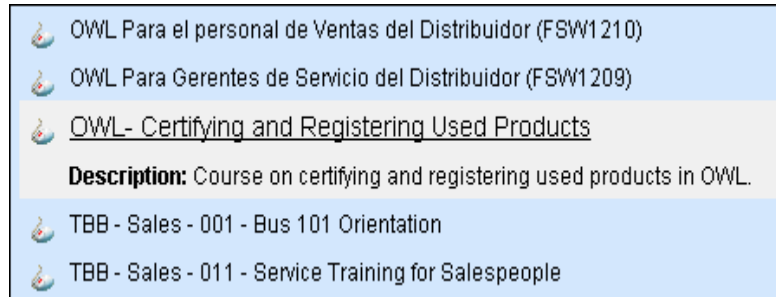 OWL Para el personal de Ventas del Distribuidor (FSW1210)
OWL Para Gerentes de Servicio del Distribuidor (FSW1209)
OWL- Certifying and Registering Used Products
Description: Course on certifying and registering used products in OWL.
TBB - Sales - 001 - Bus 101 Orientation
TBB - Sales - 011 - Service Training for Salespeople